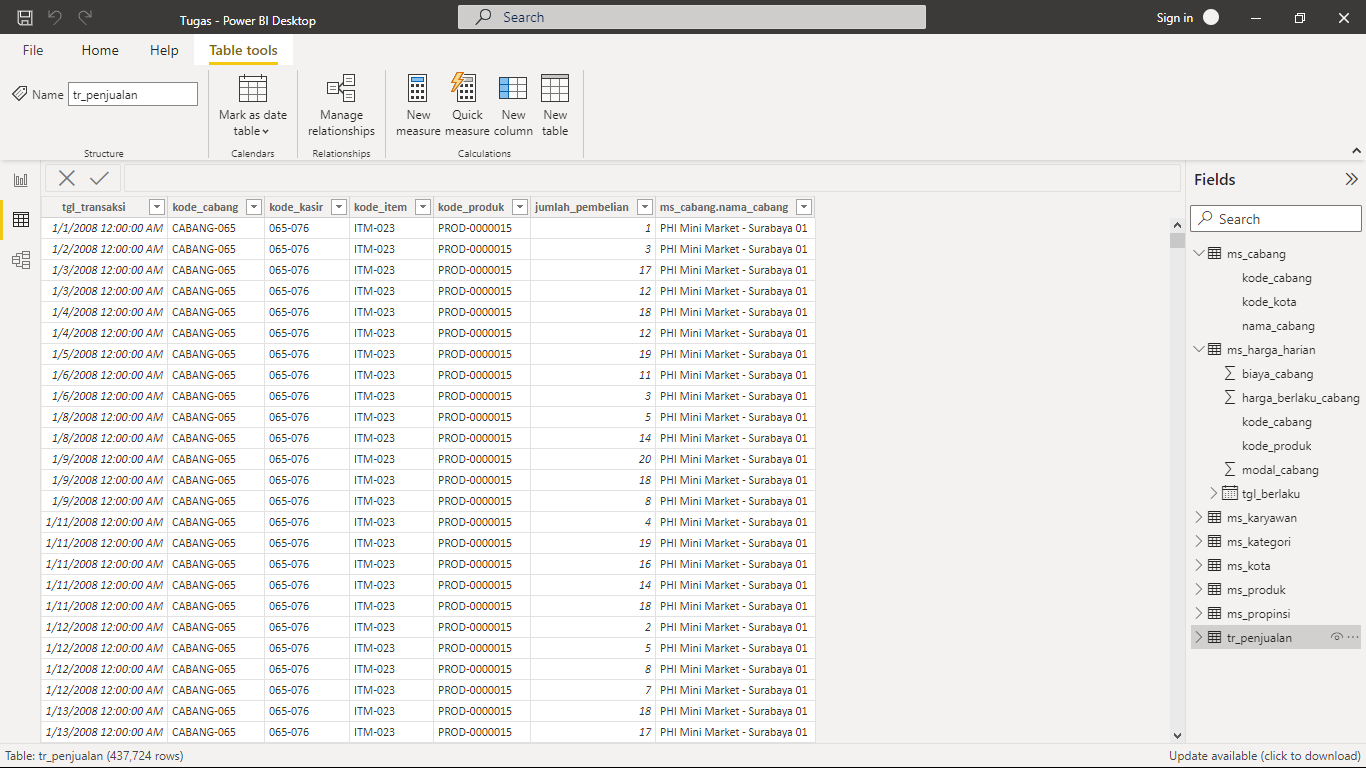 Tugas - Power BI Desktop
Search
Sign in
File Home Help Table tools
Name tr_penjualan
Mark as date table
Manage relationships
New measure
Quick measure
New column
New table
Structure Calendars Relationships Calculations
tgl_transaksi kode_cabang kode_kasir kode_item kode_produk jumlah_pembelian ms_cabang.nama_cabang
1/1/2008 12:00:00 AM CABANG-065 065-076 ITM-023 PROD-0000015 1 PHI Mini Market - Surabaya 01
1/2/2008 12:00:00 AM CABANG-065 065-076 ITM-023 PROD-0000015 3 PHI Mini Market - Surabaya 01
1/3/2008 12:00:00 AM CABANG-065 065-076 ITM-023 PROD-0000015 17 PHI Mini Market - Surabaya 01
1/3/2008 12:00:00 AM CABANG-065 065-076 ITM-023 PROD-0000015 12 PHI Mini Market - Surabaya 01
1/4/2008 12:00:00 AM CABANG-065 065-076 ITM-023 PROD-0000015 18 PHI Mini Market - Surabaya 01
1/4/2008 12:00:00 AM CABANG-065 065-076 ITM-023 PROD-0000015 12 PHI Mini Market - Surabaya 01
1/5/2008 12:00:00 AM CABANG-065 065-076 ITM-023 PROD-0000015 19 PHI Mini Market - Surabaya 01
1/6/2008 12:00:00 AM CABANG-065 065-076 ITM-023 PROD-0000015 11 PHI Mini Market - Surabaya 01
1/6/2008 12:00:00 AM CABANG-065 065-076 ITM-023 PROD-0000015 3 PHI Mini Market - Surabaya 01
1/8/2008 12:00:00 AM CABANG-065 065-076 ITM-023 PROD-0000015 5 PHI Mini Market - Surabaya 01
1/8/2008 12:00:00 AM CABANG-065 065-076 ITM-023 PROD-0000015 14 PHI Mini Market - Surabaya 01
1/9/2008 12:00:00 AM CABANG-065 065-076 ITM-023 PROD-0000015 20 PHI Mini Market - Surabaya 01
1/9/2008 12:00:00 AM CABANG-065 065-076 ITM-023 PROD-0000015 18 PHI Mini Market - Surabaya 01
1/9/2008 12:00:00 AM CABANG-065 065-076 ITM-023 PROD-0000015 8 PHI Mini Market - Surabaya 01
1/11/2008 12:00:00 AM CABANG-065 065-076 ITM-023 PROD-0000015 4 PHI Mini Market - Surabaya 01
1/11/2008 12:00:00 AM CABANG-065 065-076 ITM-023 PROD-0000015 19 PHI Mini Market - Surabaya 01
1/11/2008 12:00:00 AM CABANG-065 065-076 ITM-023 PROD-0000015 16 PHI Mini Market - Surabaya 01
1/11/2008 12:00:00 AM CABANG-065 065-076 ITM-023 PROD-0000015 14 PHI Mini Market - Surabaya 01
1/11/2008 12:00:00 AM CABANG-065 065-076 ITM-023 PROD-0000015 18 PHI Mini Market - Surabaya 01
1/12/2008 12:00:00 AM CABANG-065 065-076 ITM-023 PROD-0000015 2 PHI Mini Market - Surabaya 01
1/12/2008 12:00:00 AM CABANG-065 065-076 ITM-023 PROD-0000015 5 PHI Mini Market - Surabaya 01
1/12/2008 12:00:00 AM CABANG-065 065-076 ITM-023 PROD-0000015 8 PHI Mini Market - Surabaya 01
1/12/2008 12:00:00 AM CABANG-065 065-076 ITM-023 PROD-0000015 7 PHI Mini Market - Surabaya 01
1/13/2008 12:00:00 AM CABANG-065 065-076 ITM-023 PROD-0000015 18 PHI Mini Market - Surabaya 01
1/13/2008 12:00:00 AM CABANG-065 065-076 ITM-023 PROD-0000015 17 PHI Mini Market - Surabaya 01
Fields
Search
ms_cabang
kode_cabang
kode_kota
nama_cabang
ms_harga_harian
biaya_cabang
harga_berlaku_cabang
kode_cabang
kode_produk
modal_cabang
tgl_berlaku
ms_karyawan
ms_kategori
ms_kota
ms_produk
ms_propinsi
tr_penjualan
Table: tr_penjualan (437,724 rows)
Update available (click to download)